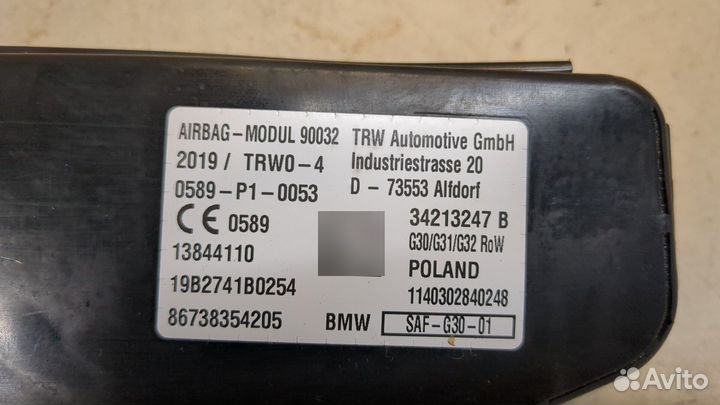 AIRBAG-MODUL 90032 TRW Automotive GmbH
2019 / TRWO-4 Industriestrasse 20
0589-P1-0053 D - 73553 Alfdorf
CE 0589 34213247 B
G30/G31/G32 RoW
13844110 POLAND
19B2741B0254 1140302840248
86738354205 BMW SAF-G30-01
Avito